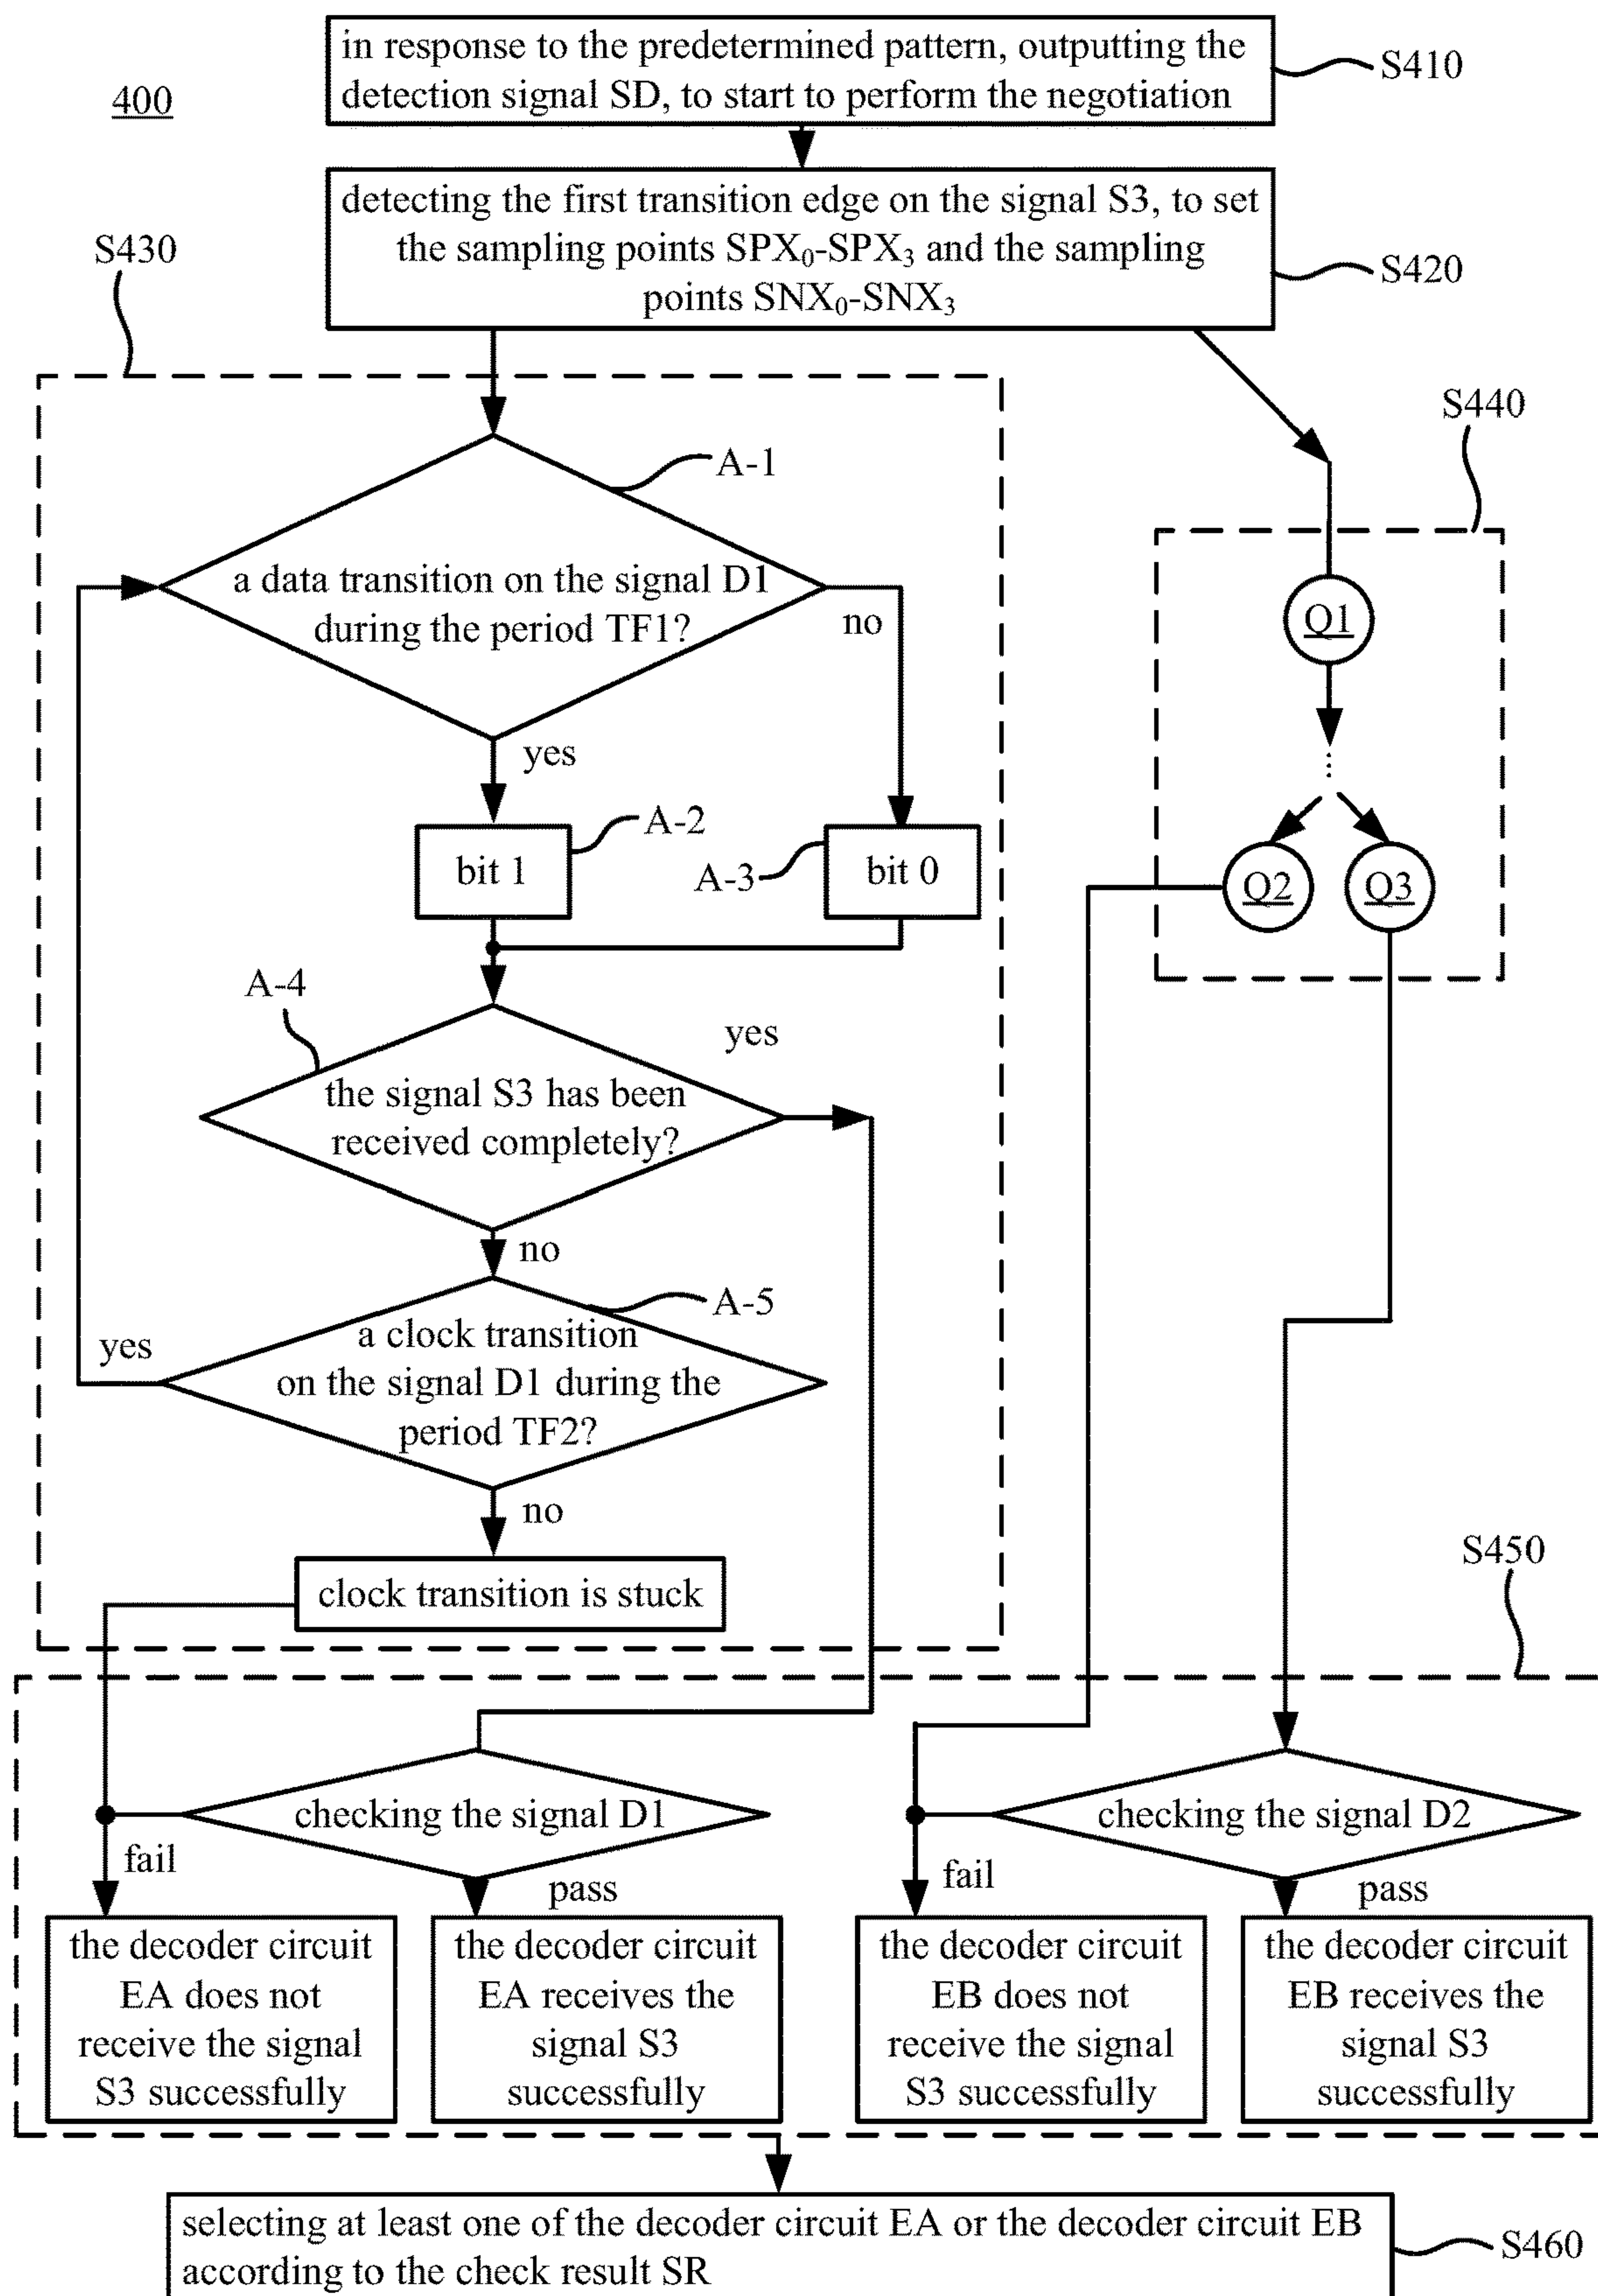 400
in response to the predetermined pattern, outputting the
detection signal SD, to start to perform the negotiation
S410
detecting the first transition edge on the signal S3, to set
the sampling points SPX₀-SPX₃ and the sampling
points SNX₀-SNX₃
S420
S430
S440
A-1
a data transition on the signal D1
during the period TF1?
no
yes
Q1
bit 1
A-2
A-3
bit 0
Q2
Q3
A-4
yes
the signal S3 has been
received completely?
no
A-5
a clock transition
on the signal D1 during the
period TF2?
yes
no
clock transition is stuck
S450
checking the signal D1
checking the signal D2
fail
pass
fail
pass
the decoder circuit
EA does not
receive the signal
S3 successfully
the decoder circuit
EA receives the
signal S3
successfully
the decoder circuit
EB does not
receive the signal
S3 successfully
the decoder circuit
EB receives the
signal S3
successfully
selecting at least one of the decoder circuit EA or the decoder circuit EB
according to the check result SR
S460